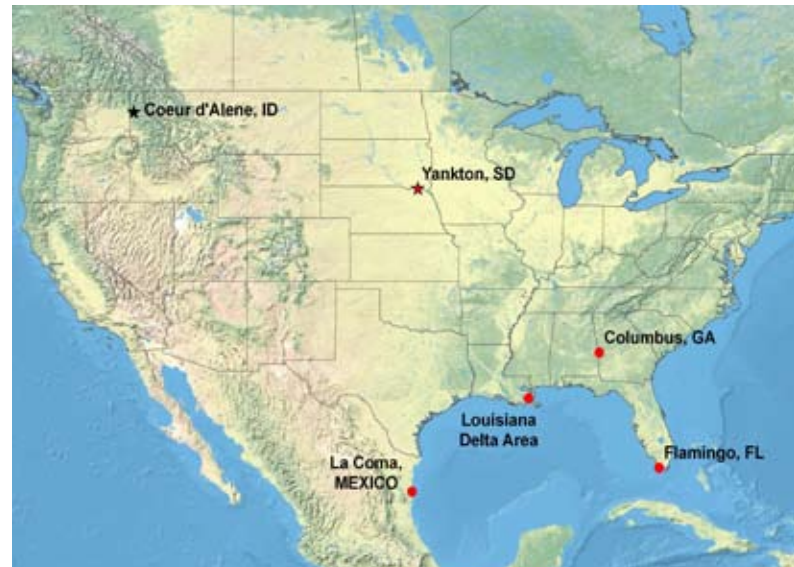 Coeur d'Alene, ID
Yankton, SD
Columbus, GA
Louisiana
Delta Area
Flamingo, FL
La Coma,
MEXICO